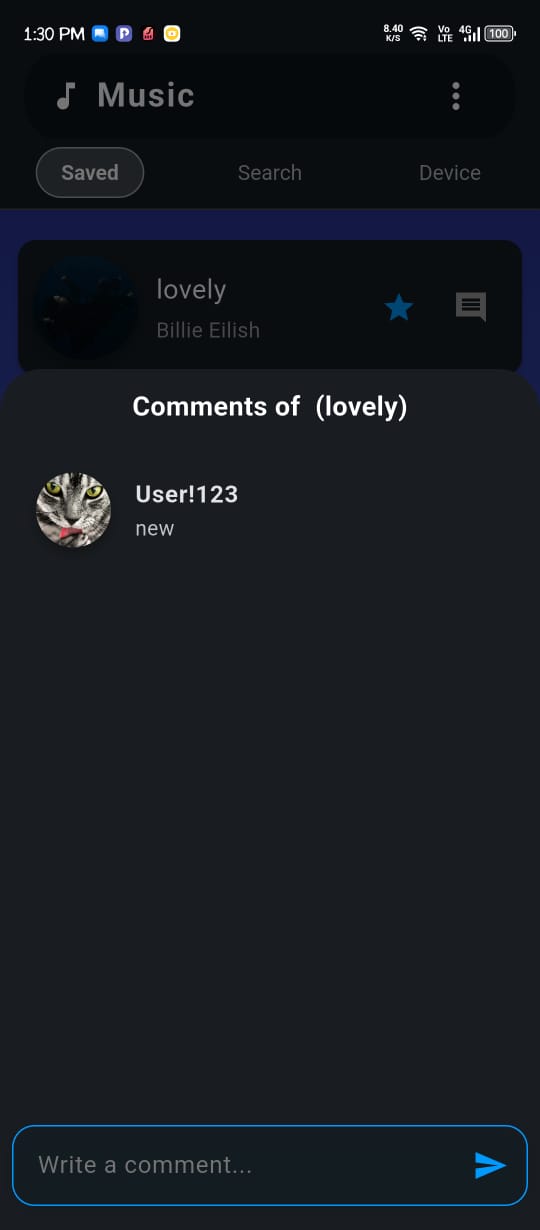 1:30 PM
8.40
K/S
Vo
LTE
4G
100
Music
Saved
Search
Device
lovely
Billie Eilish
Comments of  (lovely)
User!123
new
Write a comment...